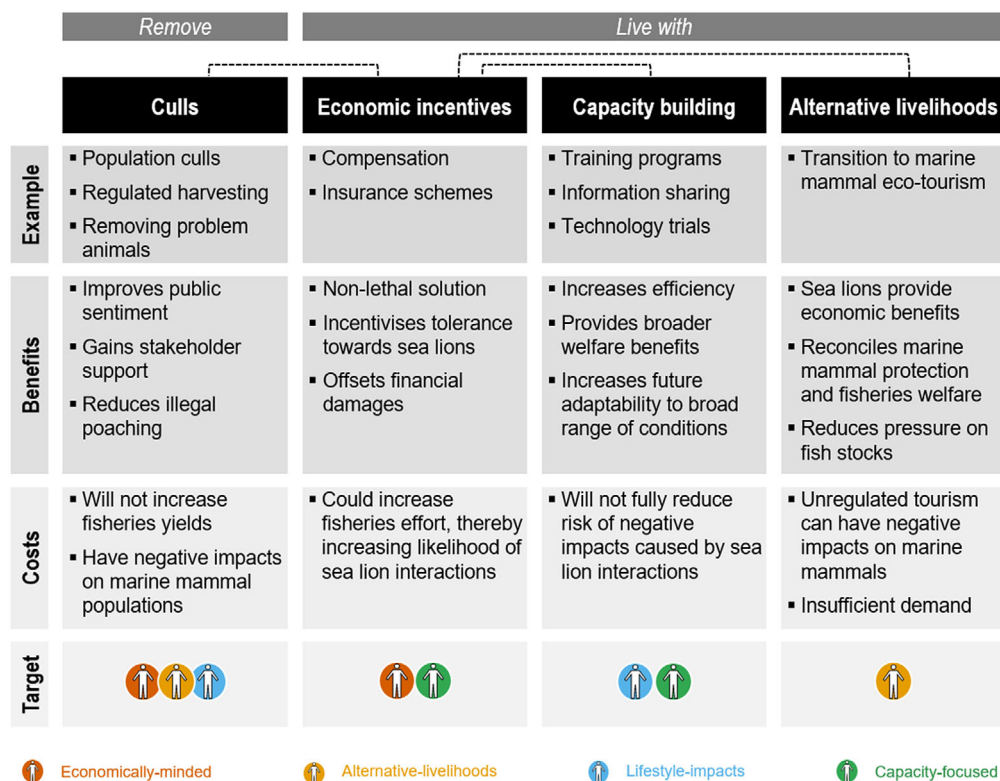 Remove
Live with
Culls
Economic incentives
Capacity building
Alternative livelihoods
Example
▪ Population culls
▪ Regulated harvesting
▪ Removing problem
animals
▪ Compensation
▪ Insurance schemes
▪ Training programs
▪ Information sharing
▪ Technology trials
▪ Transition to marine
mammal eco-tourism
Benefits
▪ Improves public
sentiment
▪ Gains stakeholder
support
▪ Reduces illegal
poaching
▪ Non-lethal solution
▪ Incentivises tolerance
towards sea lions
▪ Offsets financial
damages
▪ Increases efficiency
▪ Provides broader
welfare benefits
▪ Increases future
adaptability to broad
range of conditions
▪ Sea lions provide
economic benefits
▪ Reconciles marine
mammal protection
and fisheries welfare
▪ Reduces pressure on
fish stocks
Costs
▪ Will not increase
fisheries yields
▪ Have negative impacts
on marine mammal
populations
▪ Could increase
fisheries effort, thereby
increasing likelihood of
sea lion interactions
▪ Will not fully reduce
risk of negative
impacts caused by sea
lion interactions
▪ Unregulated tourism
can have negative
impacts on marine
mammals
▪ Insufficient demand
Target
Economically-minded
Alternative-livelihoods
Lifestyle-impacts
Capacity-focused